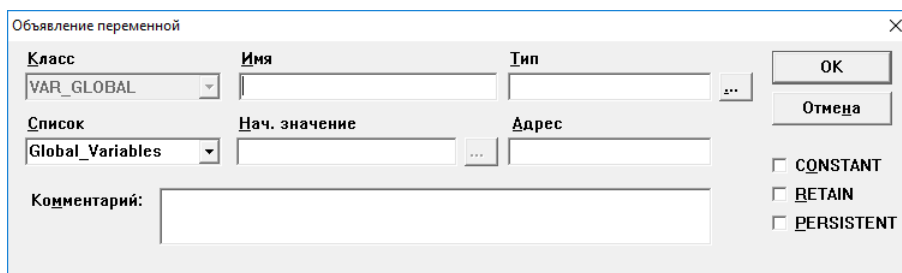 Объявление переменной
Класс Имя Тип
VAR_GLOBAL ... OK
Отмена
Список Нач. значение Адрес
Global_Variables ...
CONSTANT
Комментарий: RETAIN
PERSISTENT